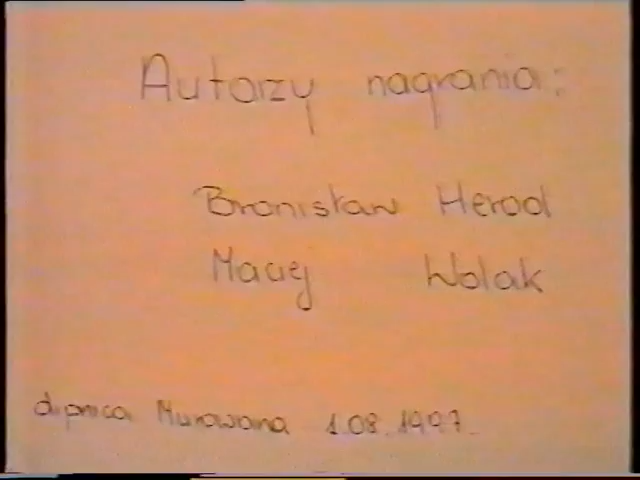 Autorzy nagrania:
Bronisław Herod
Maciej Wolak
Lipnica Murowana 1.08.1997.